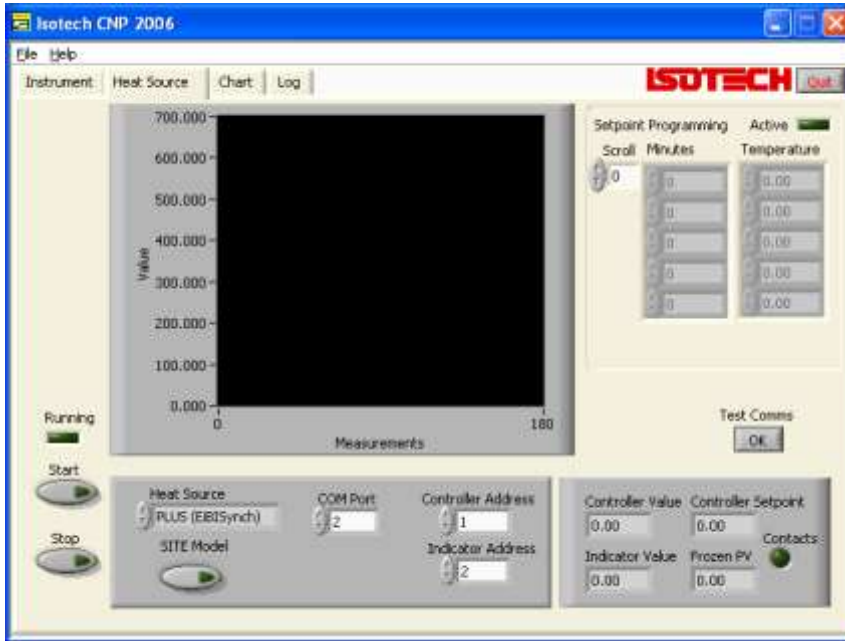 Isotech CNP 2006
File Help
Instrument Heat Source Chart Log ISOTECH Quit
700.000
600.000
500.000
400.000
300.000
200.000
100.000
0.000
Value
0 180
Measurements
Setpoint Programming Active
Scroll Minutes Temperature
0 0 0.00
0 0.00
0 0.00
0 0.00
0 0.00
Running
Start
Stop
Test Comms
OK
Heat Source COM Port Controller Address
PLUS (EIBISynch) 2 1
SITE Model Indicator Address
2
Controller Value Controller Setpoint
0.00 0.00
Contacts
Indicator Value Frozen PV
0.00 0.00